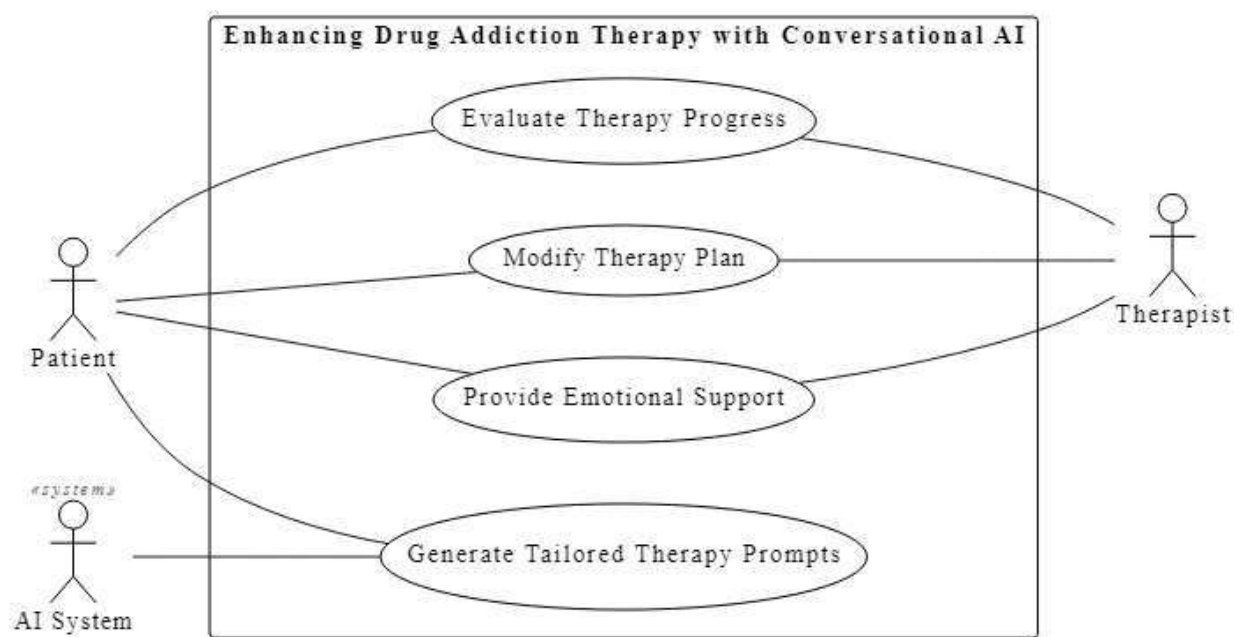 Enhancing Drug Addiction Therapy with Conversational AI
Evaluate Therapy Progress
Modify Therapy Plan
Therapist
Patient
Provide Emotional Support
«system»
Generate Tailored Therapy Prompts
AI System